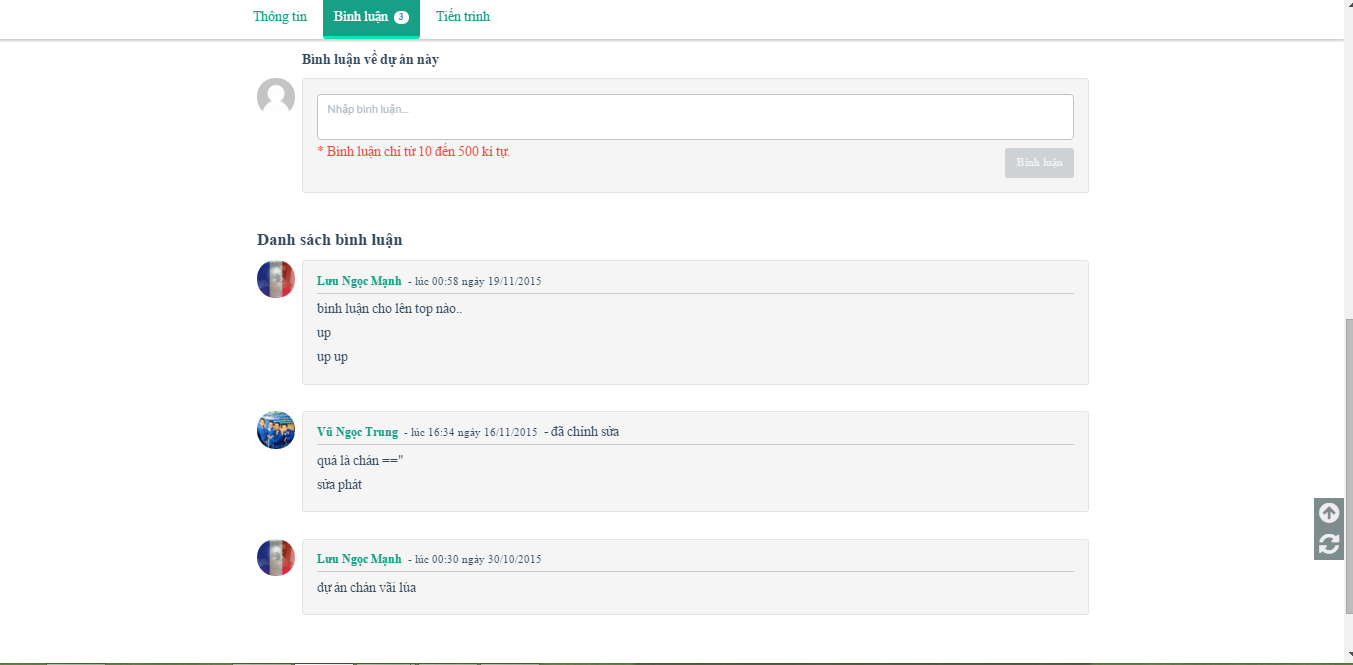 Thông tin Bình luận 3 Tiến trình
Bình luận về dự án này
Nhập bình luận...
* Bình luận chỉ từ 10 đến 500 kí tự.
Bình luận
Danh sách bình luận
Lưu Ngọc Mạnh - lúc 00:58 ngày 19/11/2015
bình luận cho lên top nào..
up
up up
Vũ Ngọc Trung - lúc 16:34 ngày 16/11/2015 - đã chỉnh sửa
quá là chán =="
sửa phát
Lưu Ngọc Mạnh - lúc 00:30 ngày 30/10/2015
dự án chán vãi lúa